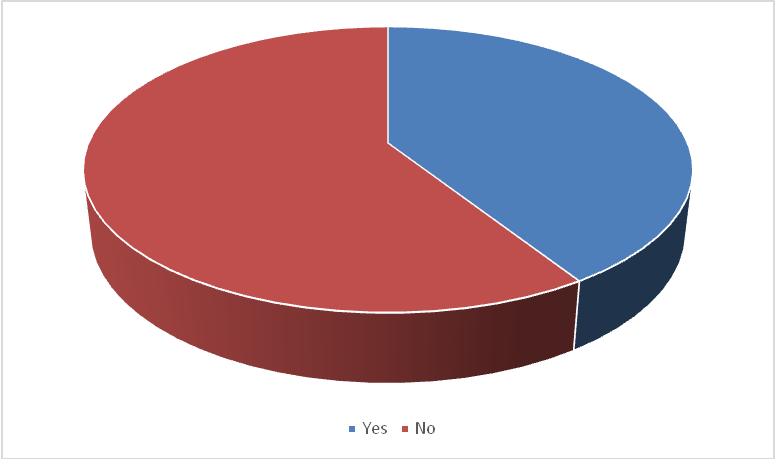 Yes No